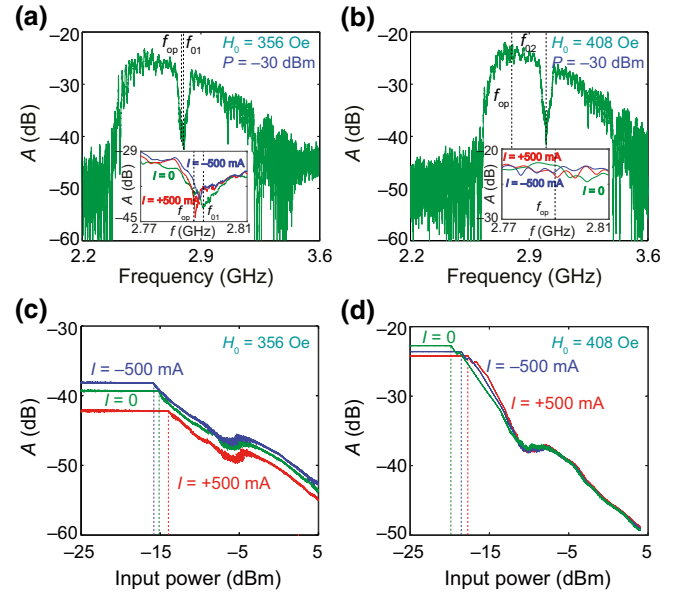 (a)
A (dB)
−20
−30
−40
−50
−60
f_op f_01
H_0 = 356 Oe
P = −30 dBm
A
−29
−45
I = −500 mA
I = 0
I = +500 mA
f_op f_01
2.77 f (GHz) 2.81
2.2 2.9 3.6
Frequency (GHz)
(b)
A (dB)
−20
−30
−40
−50
−60
f_02
H_0 = 408 Oe
P = −30 dBm
f_op
A
−20
−30
I = +500 mA
I = −500 mA
I = 0
f_op
2.77 f (GHz) 2.81
2.2 2.9 3.6
Frequency (GHz)
(c)
A (dB)
−30
−40
−50
−60
H_0 = 356 Oe
I = −500 mA
I = 0
I = +500 mA
−25 −15 −5 5
Input power (dBm)
(d)
A (dB)
−20
−30
−40
−50
H_0 = 408 Oe
I = 0
I = −500 mA
I = +500 mA
−25 −15 −5 5
Input power (dBm)